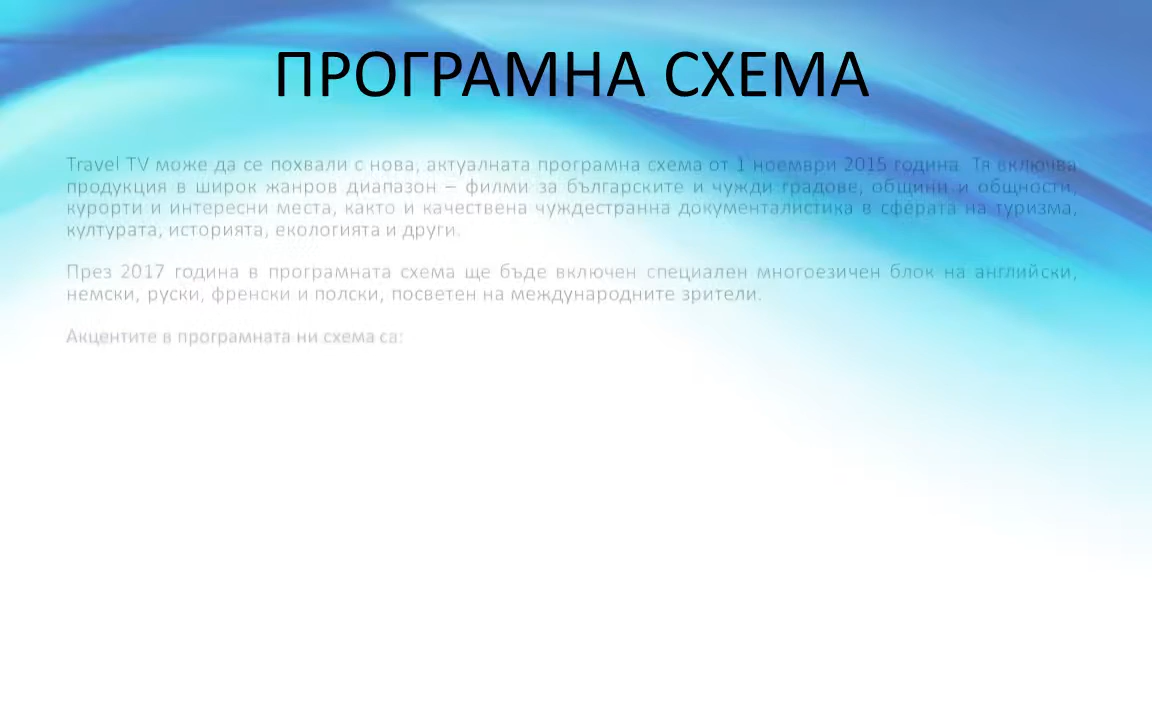 ПРОГРАМНА СХЕМА
Travel TV може да се похвали с нова, актуалната програмна схема от 1 ноември 2015 година. Тя включва
продукция в широк жанров диапазон – филми за българските и чужди градове, общини и общности,
курорти и интересни места, както и качествена чуждестранна документалистика в сферата на туризма,
културата, историята, екологията и други.
През 2017 година в програмната схема ще бъде включен специален многоезичен блок на английски,
немски, руски, френски и полски, посветен на международните зрители.
Акцентите в програмната ни схема са: